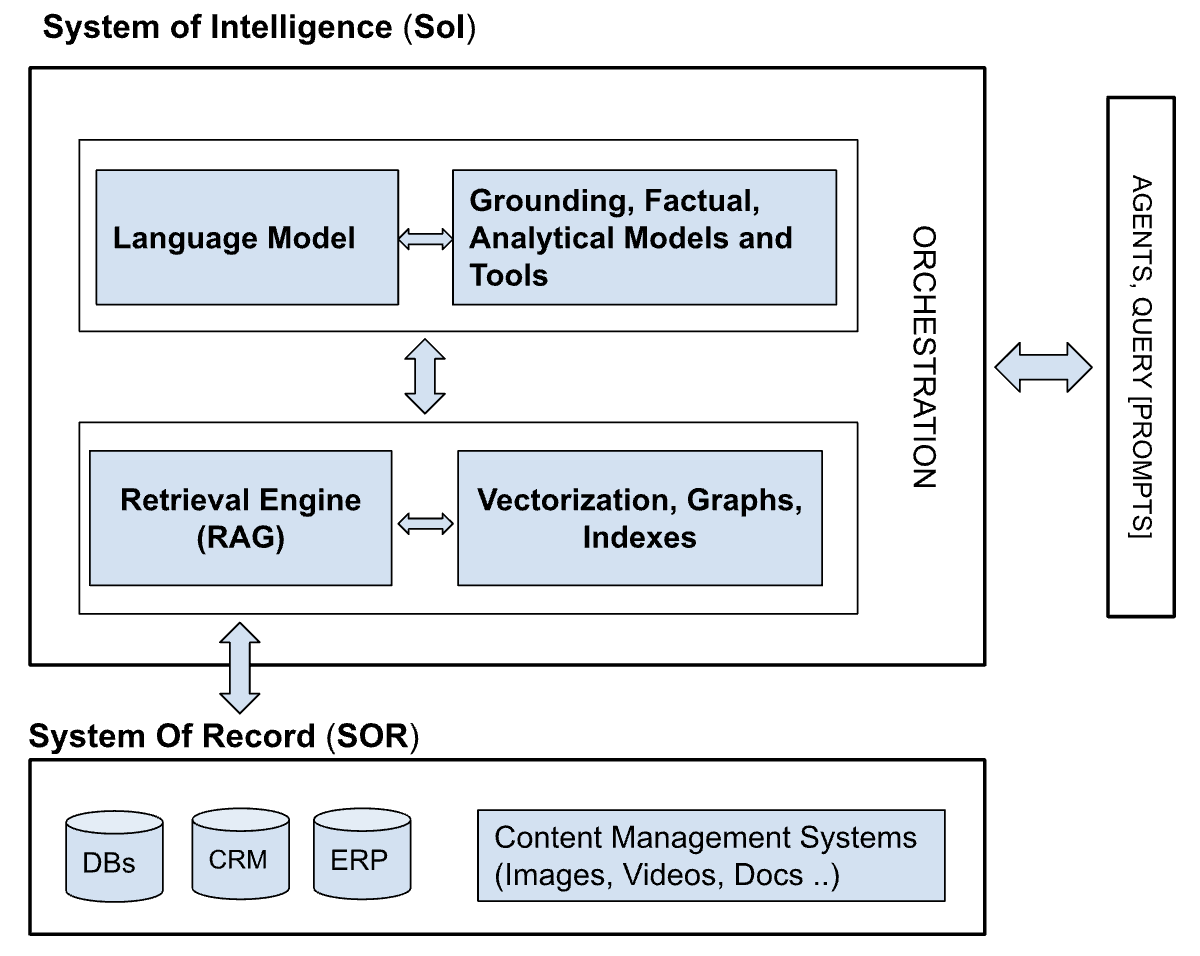 System of Intelligence (SoI)
Language Model
Grounding, Factual,
Analytical Models and
Tools
ORCHESTRATION
AGENTS, QUERY [PROMPTS]
Retrieval Engine
(RAG)
Vectorization, Graphs,
Indexes
System Of Record (SOR)
DBs
CRM
ERP
Content Management Systems
(Images, Videos, Docs ..)